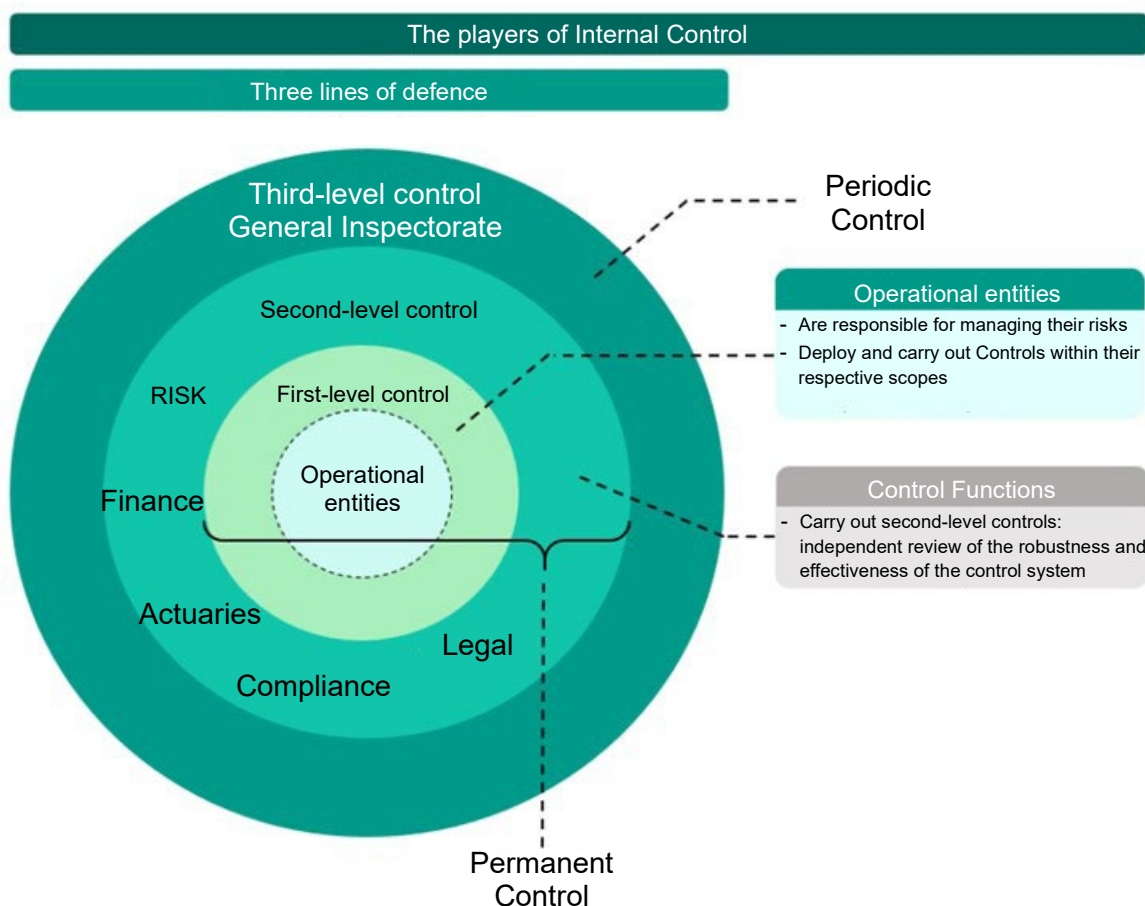 The players of Internal Control
Three lines of defence
Third-level control
General Inspectorate
Periodic
Control
Second-level control
Operational entities
- Are responsible for managing their risks
- Deploy and carry out Controls within their
respective scopes
RISK
First-level control
Operational
entities
Finance
Control Functions
- Carry out second-level controls:
independent review of the robustness and
effectiveness of the control system
Actuaries
Legal
Compliance
Permanent
Control